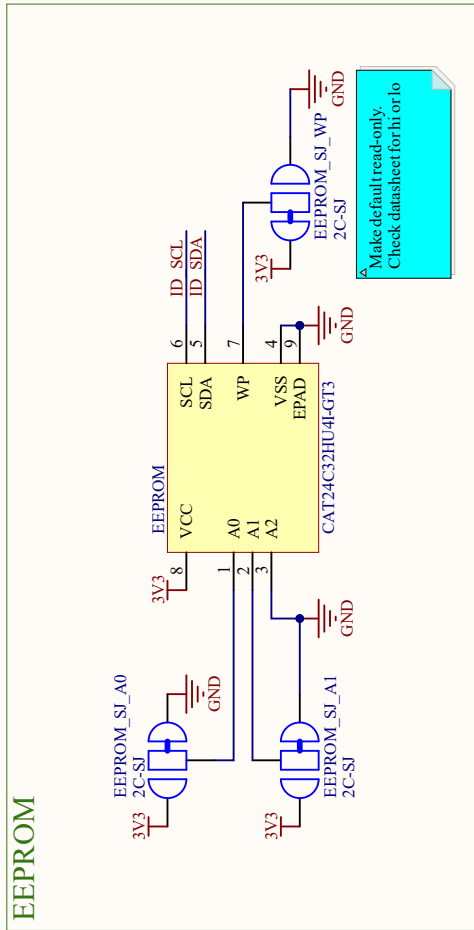 EEPROM
EEPROM_SJ_A0
2C-SJ
3V3
GND
EEPROM_SJ_A1
2C-SJ
3V3
GND
EEPROM
3V3
8
VCC
1
A0
2
A1
3
A2
SCL
6
ID_SCL
SDA
5
ID_SDA
WP
7
VSS
4
EPAD
9
GND
CAT24C32HU4I-GT3
3V3
EEPROM_SJ_WP
2C-SJ
GND
Make default read-only.
Check datasheet for hi or lo